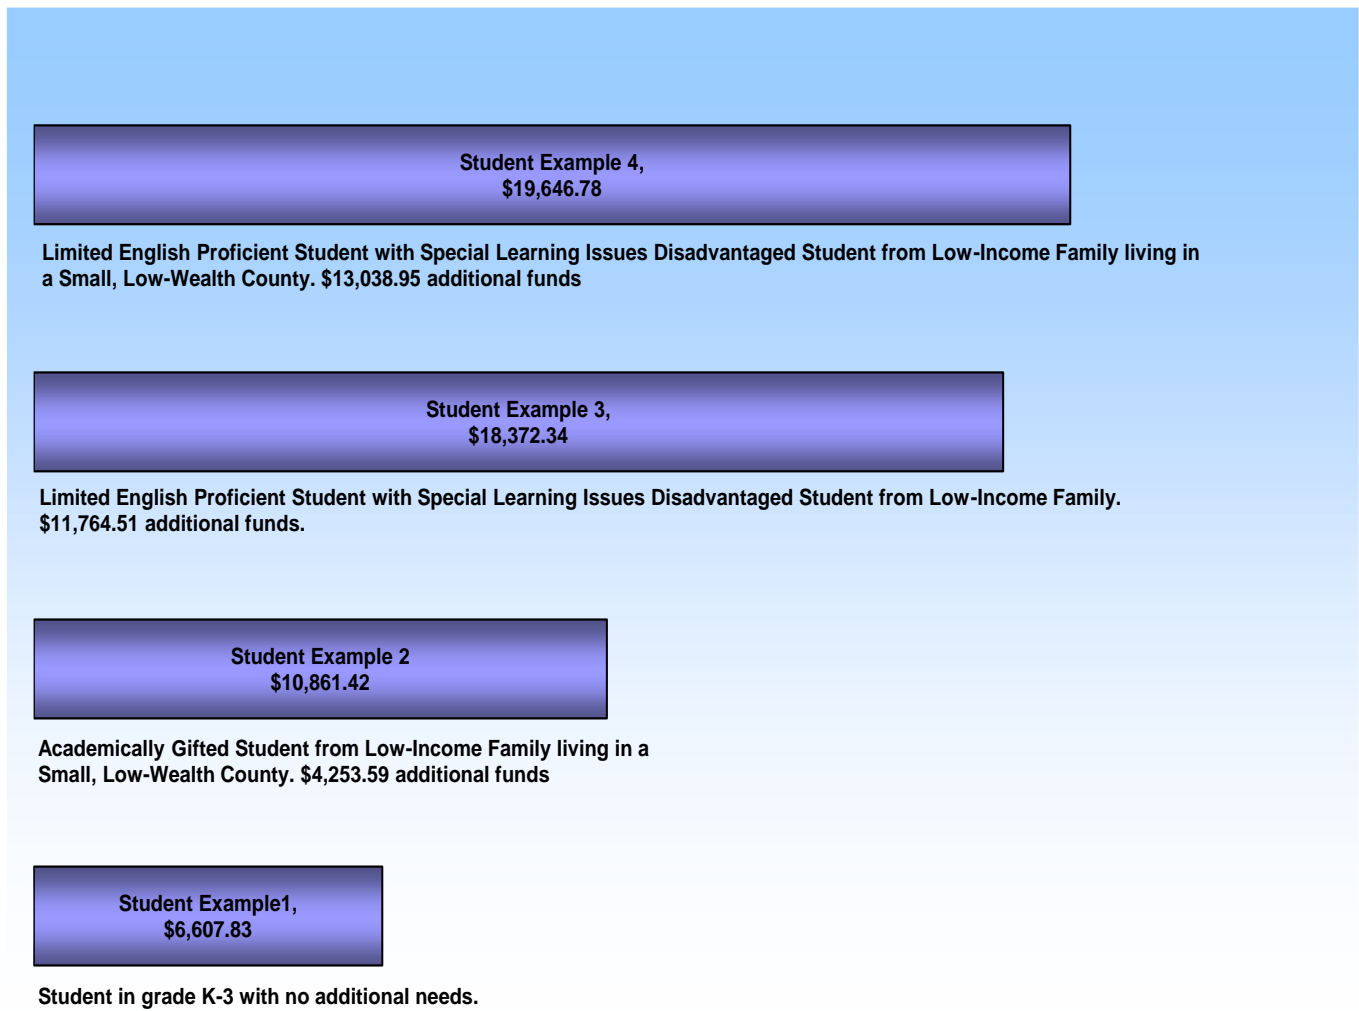 Student Example 4,
$19,646.78
Limited English Proficient Student with Special Learning Issues Disadvantaged Student from Low-Income Family living in
a Small, Low-Wealth County. $13,038.95 additional funds
Student Example 3,
$18,372.34
Limited English Proficient Student with Special Learning Issues Disadvantaged Student from Low-Income Family.
$11,764.51 additional funds.
Student Example 2
$10,861.42
Academically Gifted Student from Low-Income Family living in a
Small, Low-Wealth County. $4,253.59 additional funds
Student Example1,
$6,607.83
Student in grade K-3 with no additional needs.